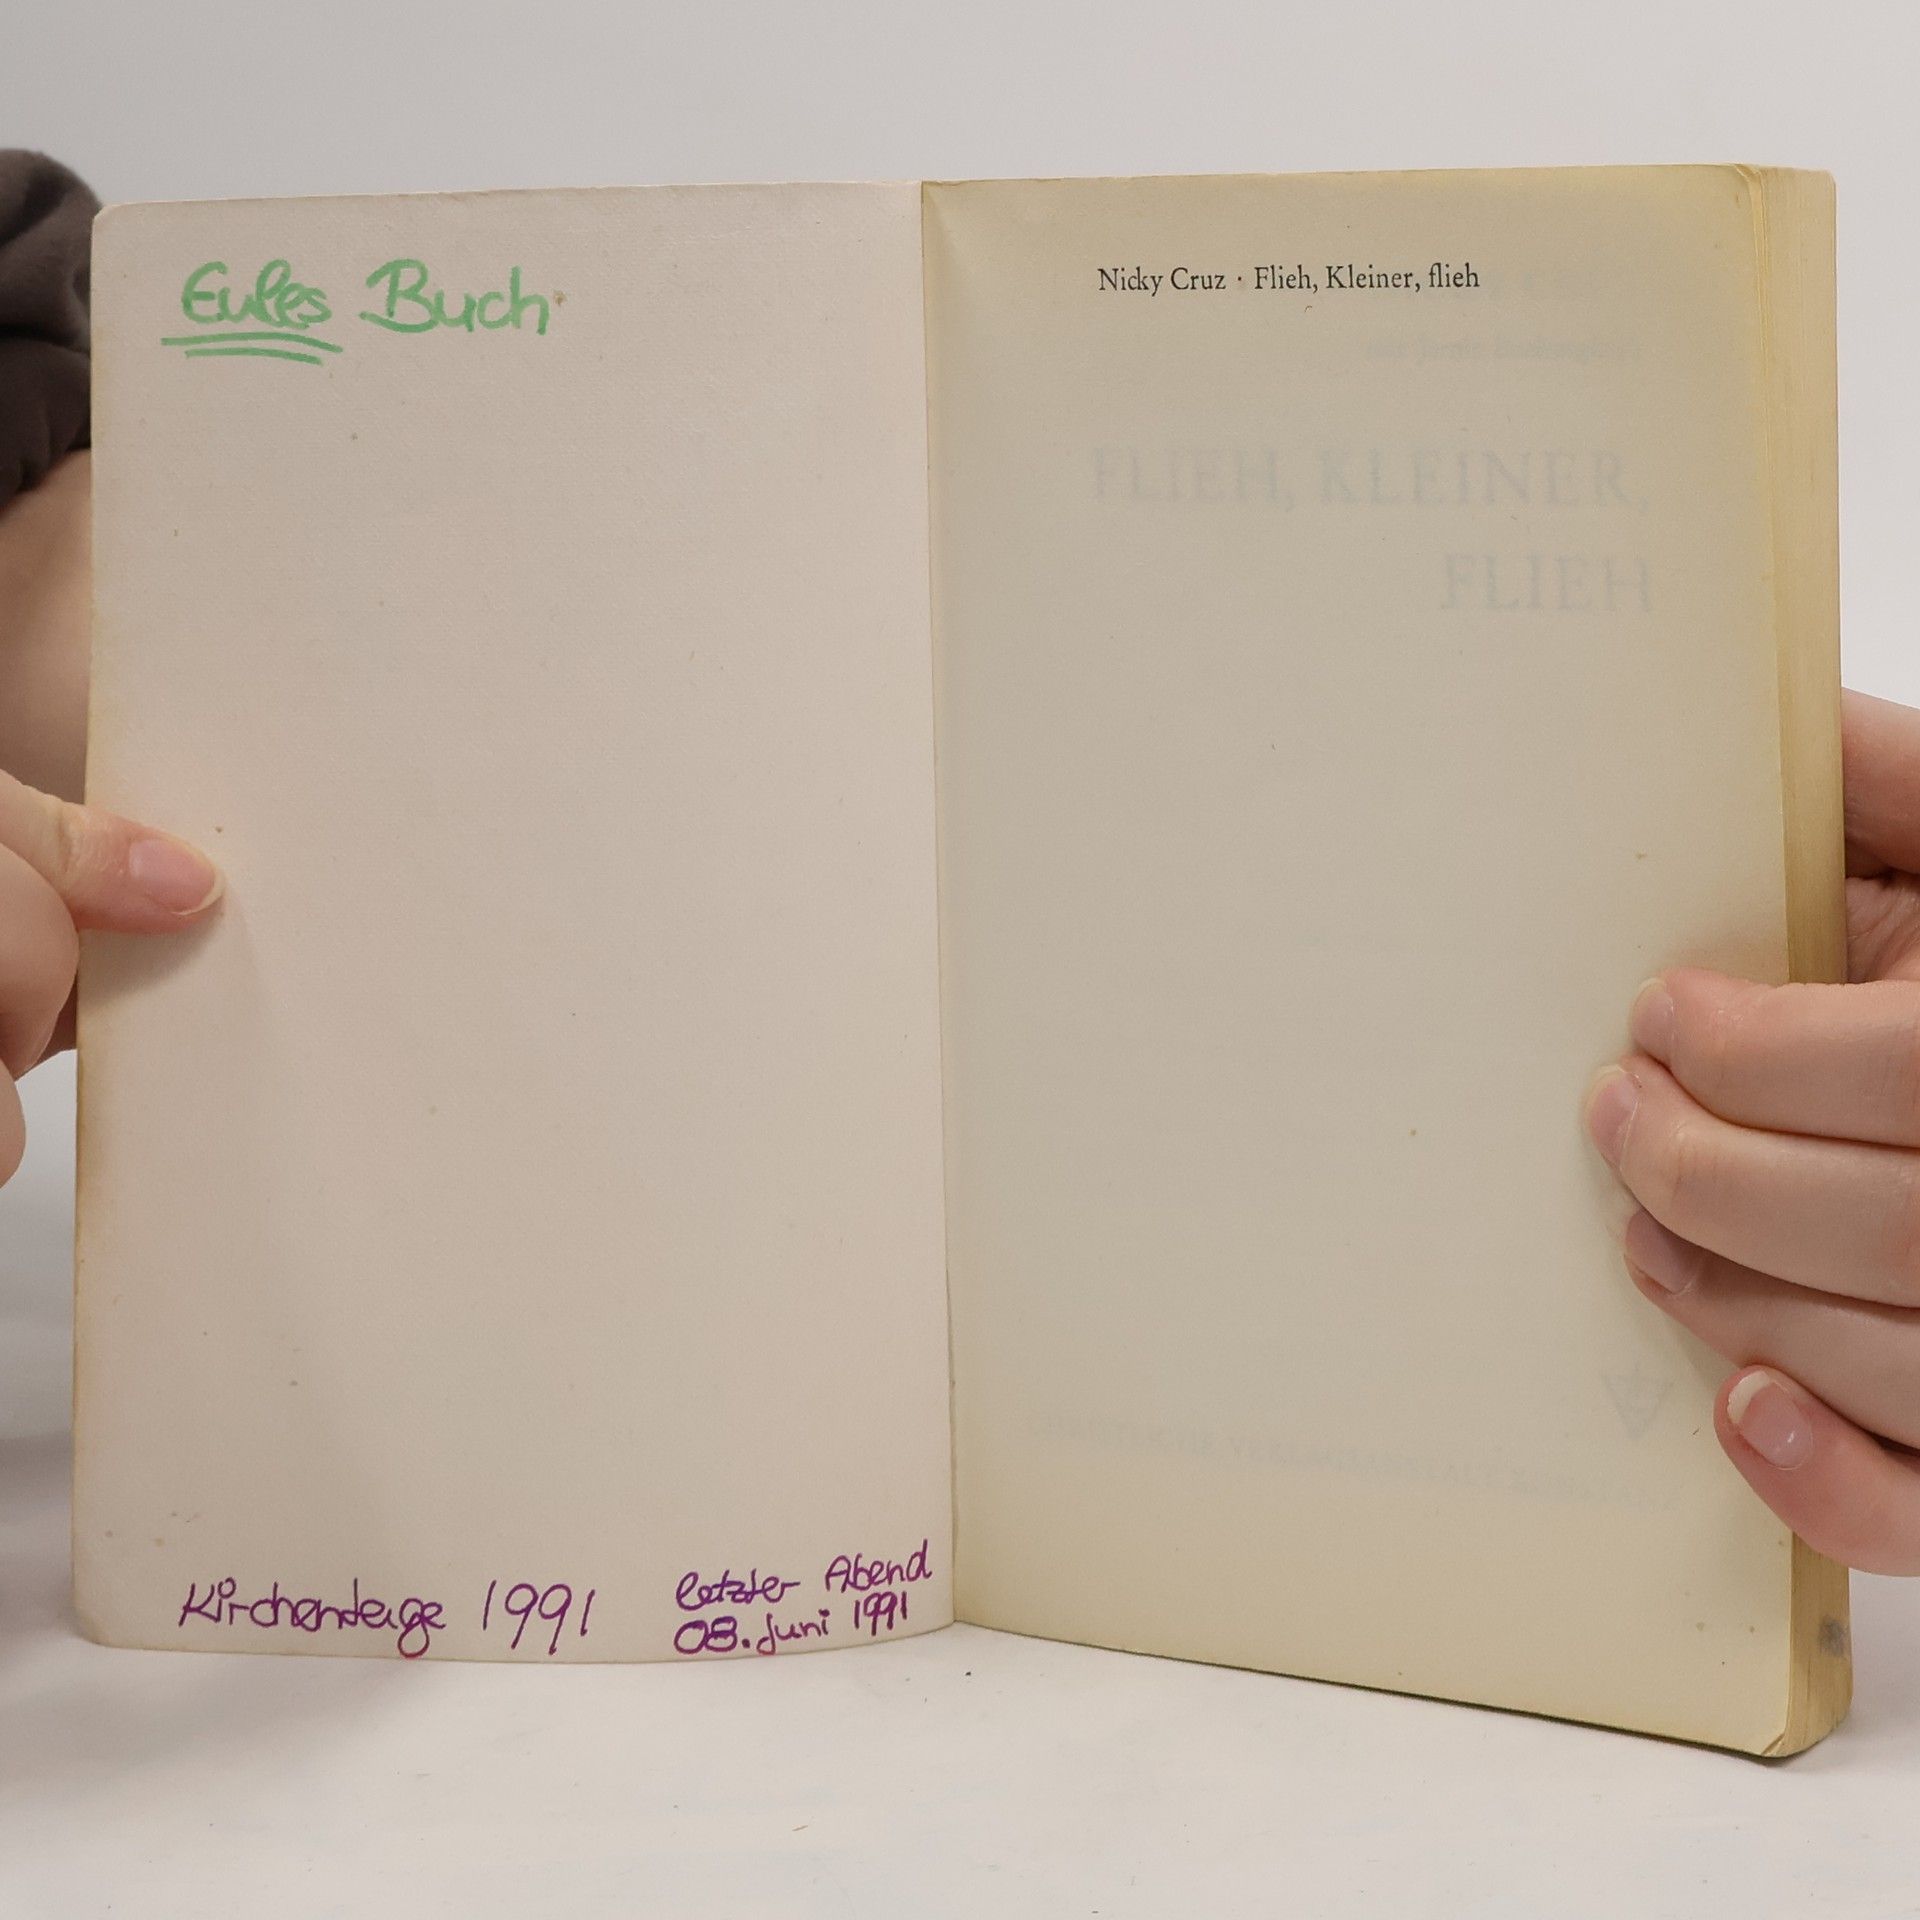 Eules Buch
Kirchentage 1991
letzter Abend
08. Juni 1991
Nicky Cruz · Flieh, Kleiner, flieh
FLIEH, KLEINER,
FLIEH